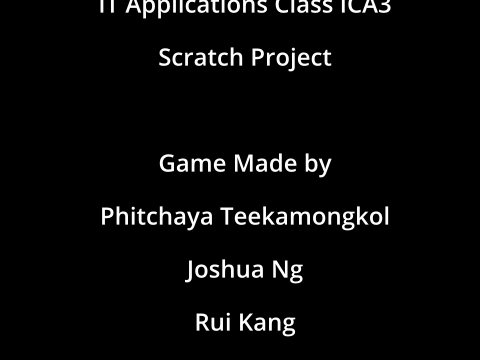 IT Applications Class ICA3
Scratch Project
Game Made by
Phitchaya Teekamongkol
Joshua Ng
Rui Kang